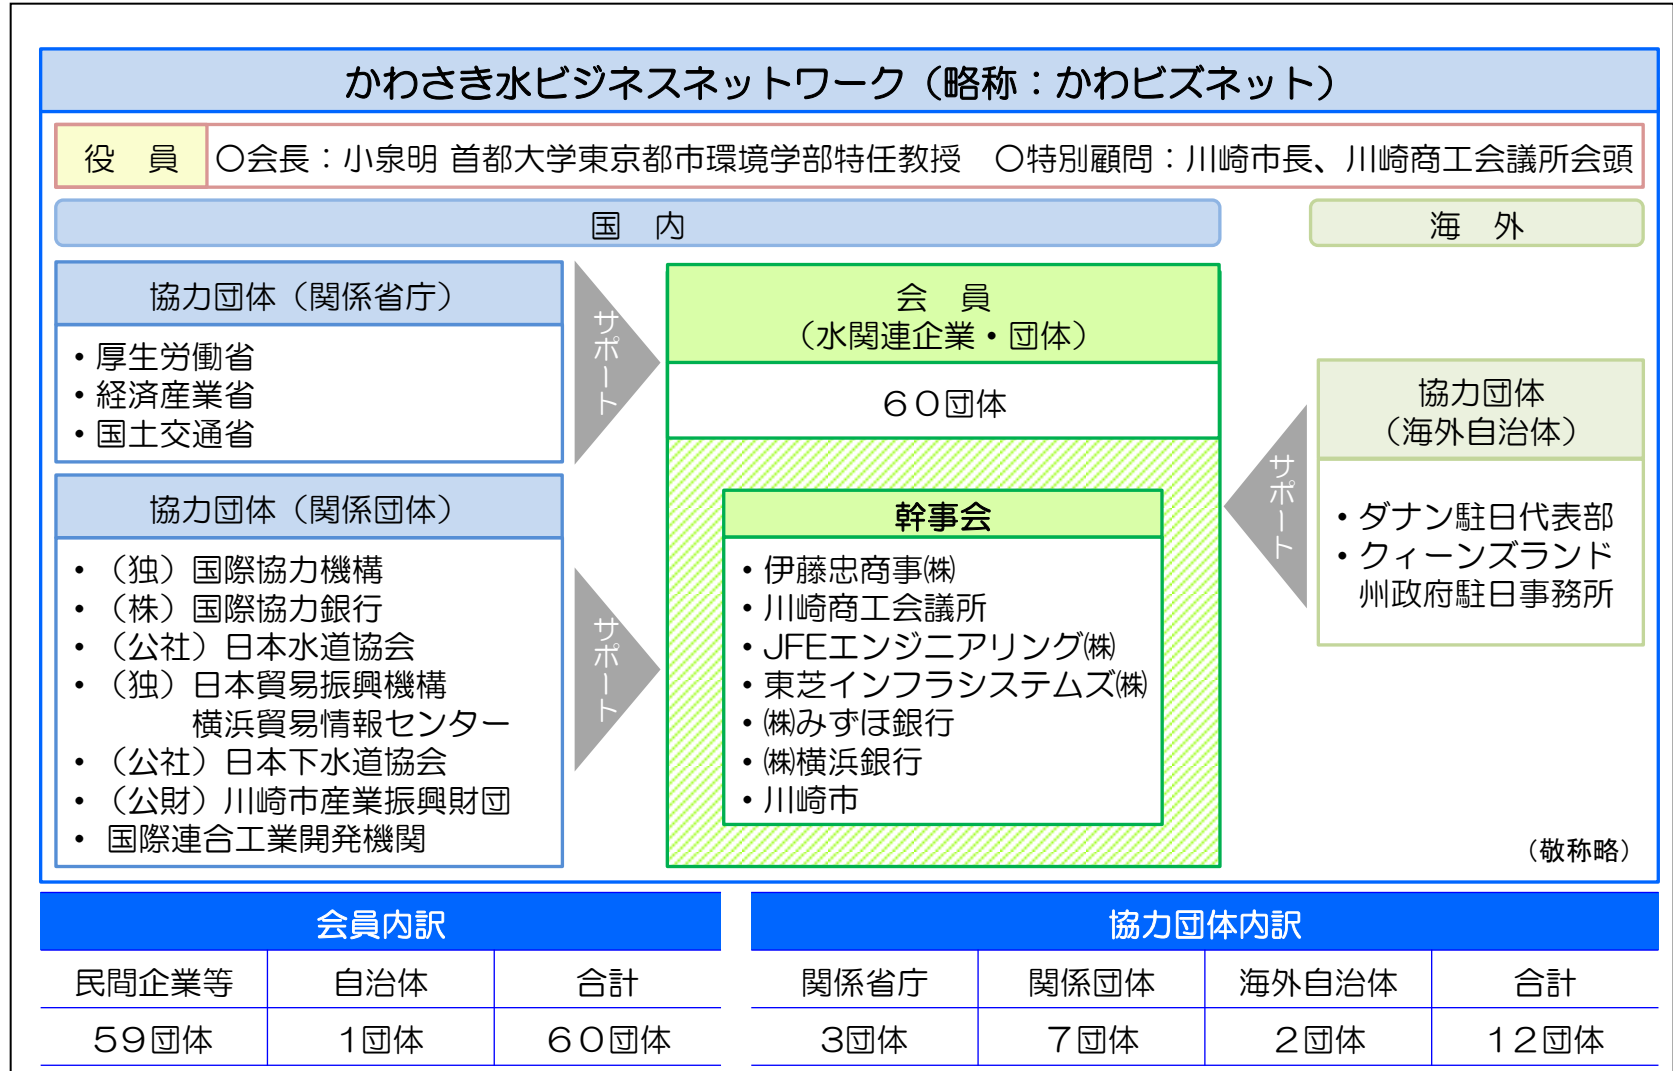 かわさき水ビジネスネットワーク（略称：かわビズネット）
役　員
〇会長：小泉明 首都大学東京都市環境学部特任教授　〇特別顧問：川崎市長、川崎商工会議所会頭
国　内
海　外
協力団体（関係省庁）
・厚生労働省
・経済産業省
・国土交通省
サポート
協力団体（関係団体）
・（独）国際協力機構
・（株）国際協力銀行
・（公社）日本水道協会
・（独）日本貿易振興機構
横浜貿易情報センター
・（公社）日本下水道協会
・（公財）川崎市産業振興財団
・ 国際連合工業開発機関
サポート
会　員
（水関連企業・団体）
６０団体
幹事会
・伊藤忠商事㈱
・川崎商工会議所
・JFEエンジニアリング㈱
・東芝インフラシステムズ㈱
・㈱みずほ銀行
・㈱横浜銀行
・川崎市
サポート
協力団体
（海外自治体）
・ダナン駐日代表部
・クィーンズランド
州政府駐日事務所
（敬称略）
会員内訳
民間企業等　自治体　合計
５９団体　１団体　６０団体
協力団体内訳
関係省庁　関係団体　海外自治体　合計
３団体　７団体　２団体　１２団体